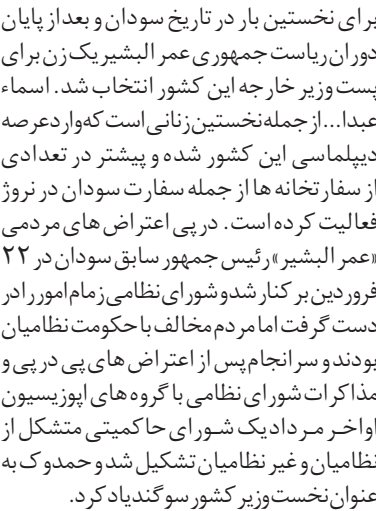 برای نخستین بار در تاریخ سودان و بعداز پایان
دوران ریاست جمهوری عمر البشیر یک زن برای
پست وزیر خارجه این کشور انتخاب شد. اسماء
عبدا... از جمله نخستین زنانی است که وارد عرصه
دیپلماسی این کشور شده و پیشتر در تعدادی
از سفارتخانه ها از جمله سفارت سودان در نروژ
فعالیت کرده است. در پی اعتراض های مردمی
«عمر البشیر» رئیس جمهور سابق سودان در ۲۲
فروردین بر کنار شد و شورای نظامی زمام امور را در
دست گرفت اما مردم مخالف با حکومت نظامیان
بودند و سرانجام پس از اعتراض های پی در پی و
مذاکرات شورای نظامی با گروه های اپوزیسیون
اواخر مرداد یک شورای حاکمیتی متشکل از
نظامیان و غیر نظامیان تشکیل شد و حمدوک به
عنوان نخست وزیر کشور سوگند یاد کرد.